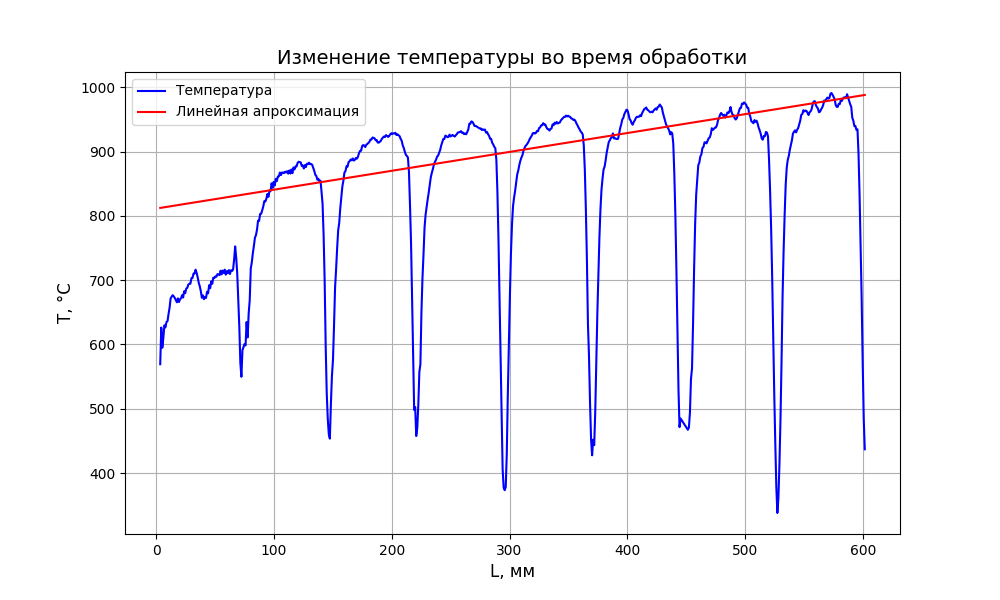 Изменение температуры во время обработки
Температура
Линейная апроксимация
1000
900
800
700
600
500
400
T, °C
0 100 200 300 400 500 600
L, мм